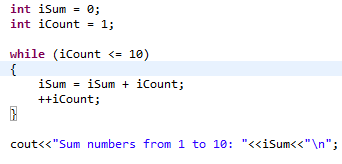 int iSum = 0;
int iCount = 1;
while (iCount <= 10)
{
iSum = iSum + iCount;
++iCount;
}
cout<<"Sum numbers from 1 to 10: "<<iSum<<"\n";